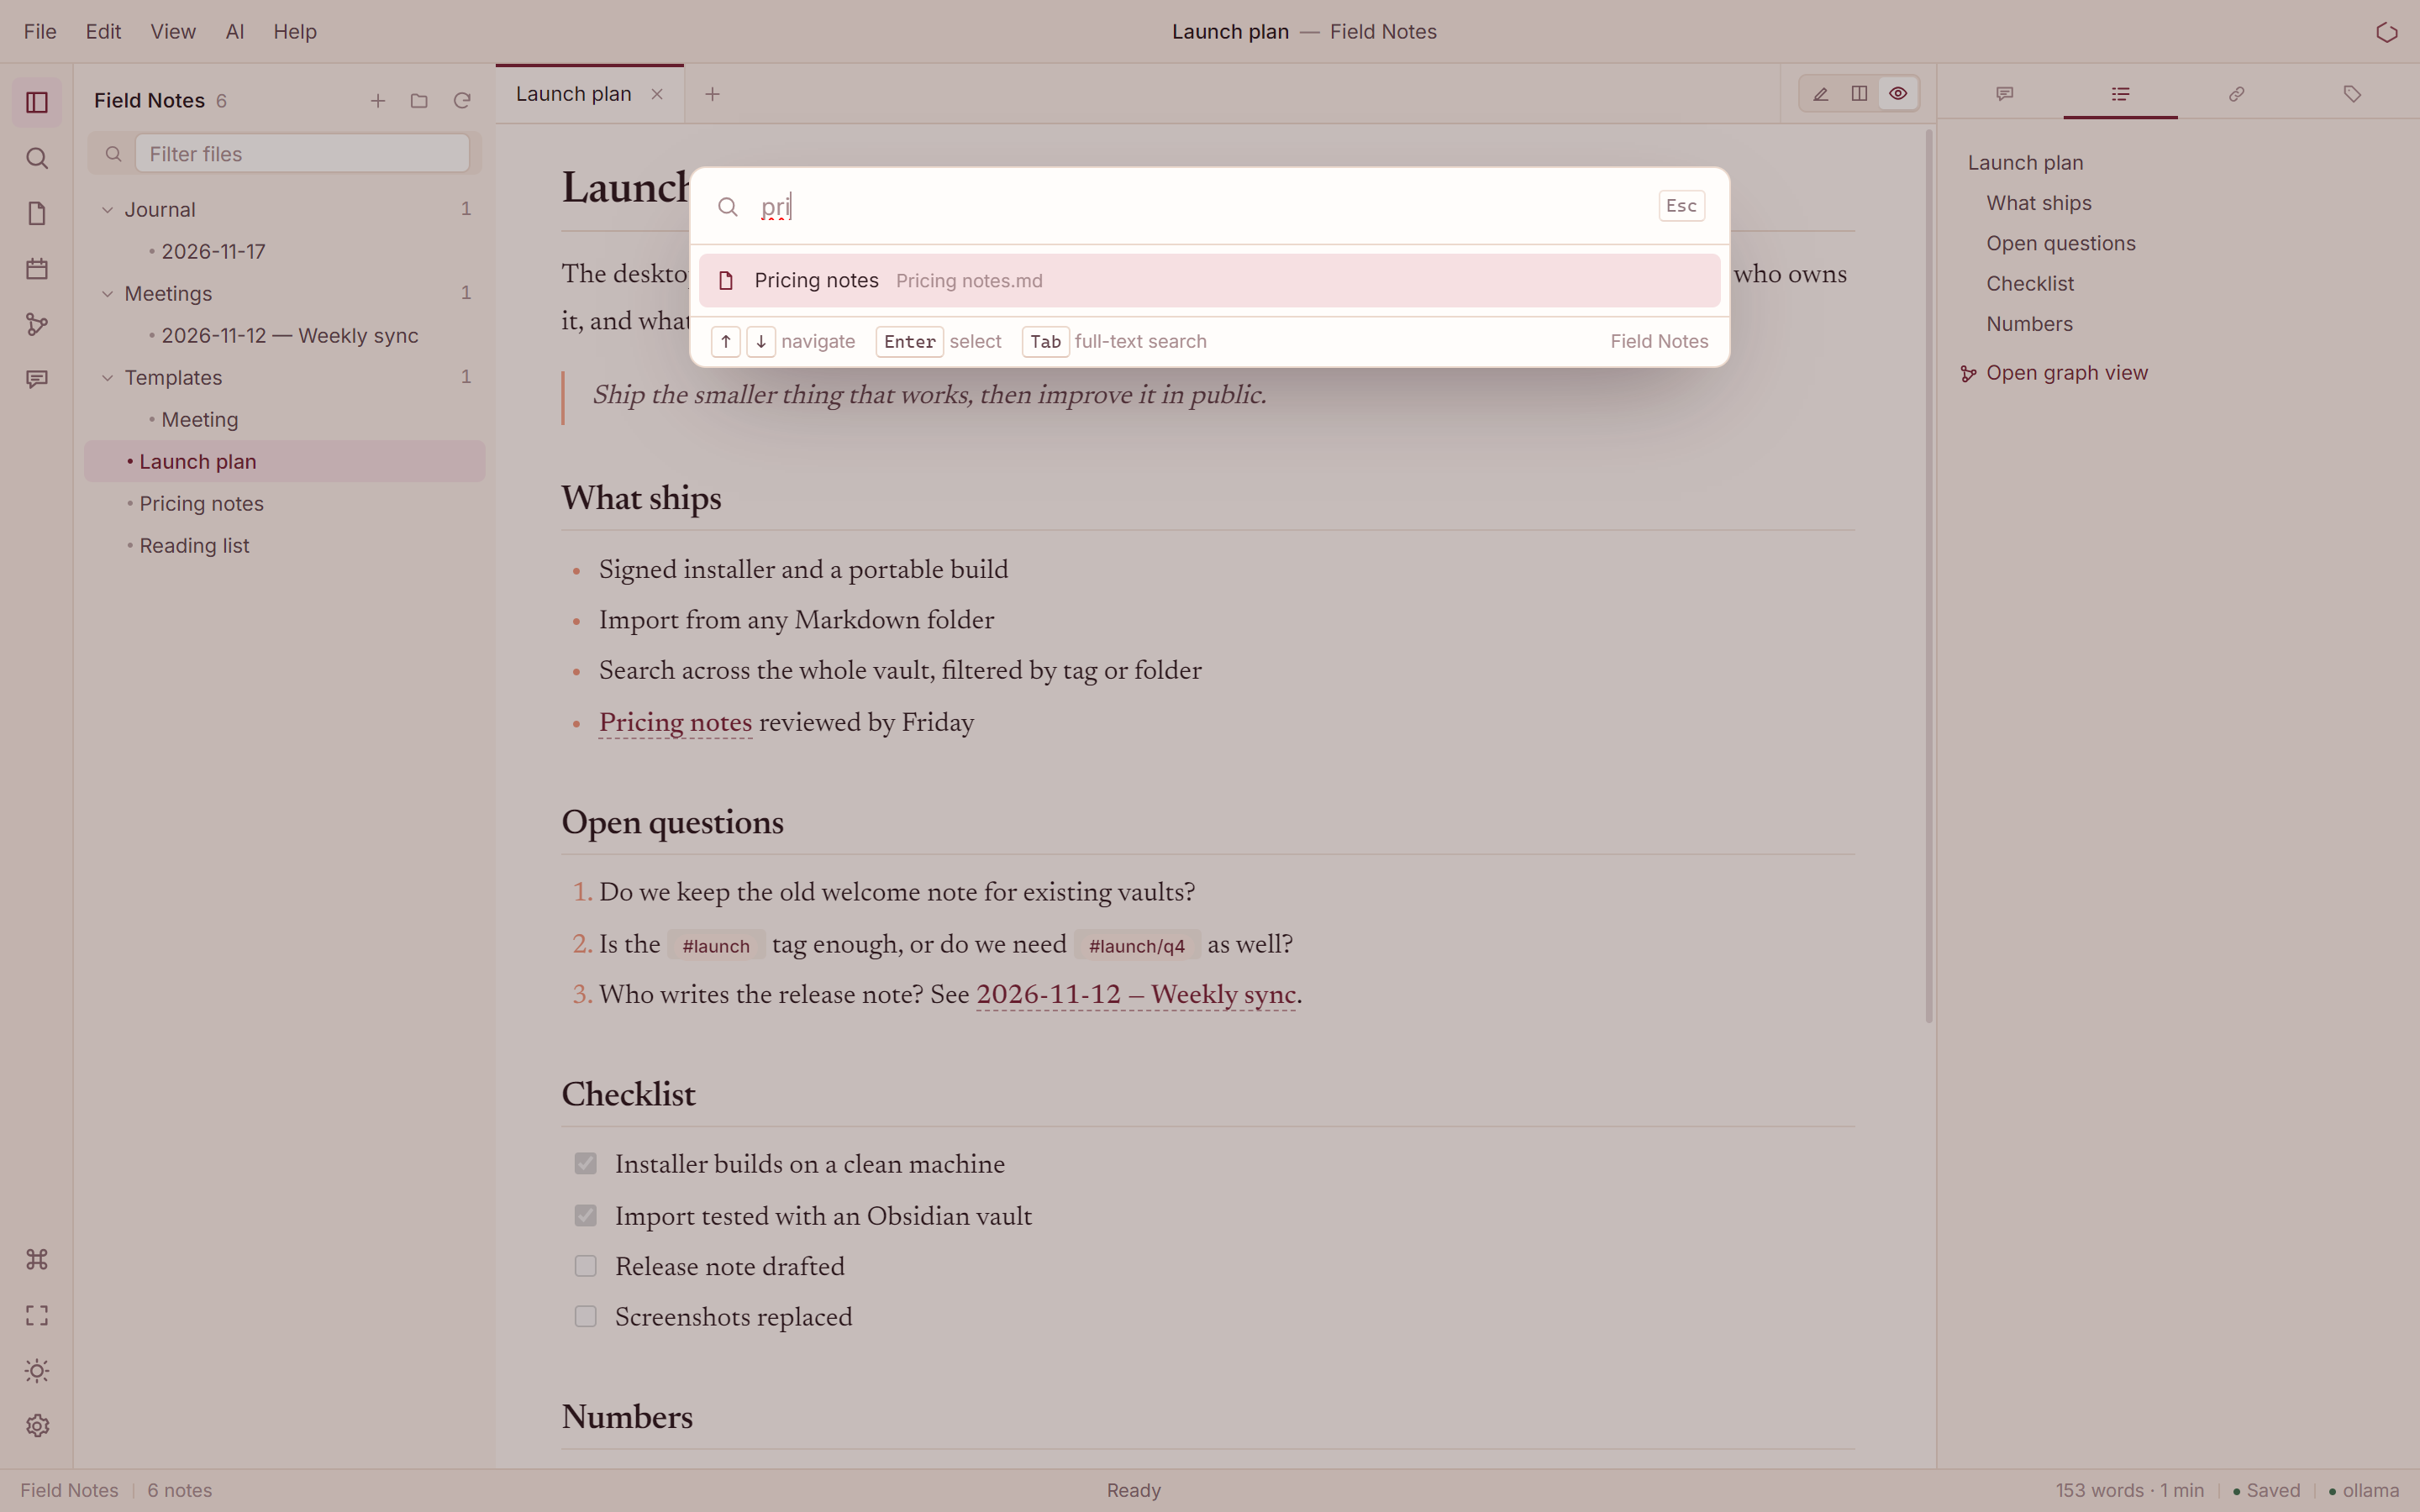 File Edit View AI Help
Launch plan — Field Notes
Field Notes 6
Filter files
Journal 1
2026-11-17
Meetings 1
2026-11-12 — Weekly sync
Templates 1
Meeting
Launch plan
Pricing notes
Reading list
Launch plan
pri
Esc
Pricing notes Pricing notes.md
↑ ↓ navigate Enter select Tab full-text search Field Notes
Launch
The who owns
it, and what
Ship the smaller thing that works, then improve it in public.
What ships
• Signed installer and a portable build
• Import from any Markdown folder
• Search across the whole vault, filtered by tag or folder
• Pricing notes reviewed by Friday
Open questions
1. Do we keep the old welcome note for existing vaults?
2. Is the #launch tag enough, or do we need #launch/q4 as well?
3. Who writes the release note? See 2026-11-12 – Weekly sync.
Checklist
Installer builds on a clean machine
Import tested with an Obsidian vault
Release note drafted
Screenshots replaced
Numbers
Launch plan
What ships
Open questions
Checklist
Numbers
Open graph view
Field Notes 6 notes
Ready
153 words · 1 min • Saved • ollama